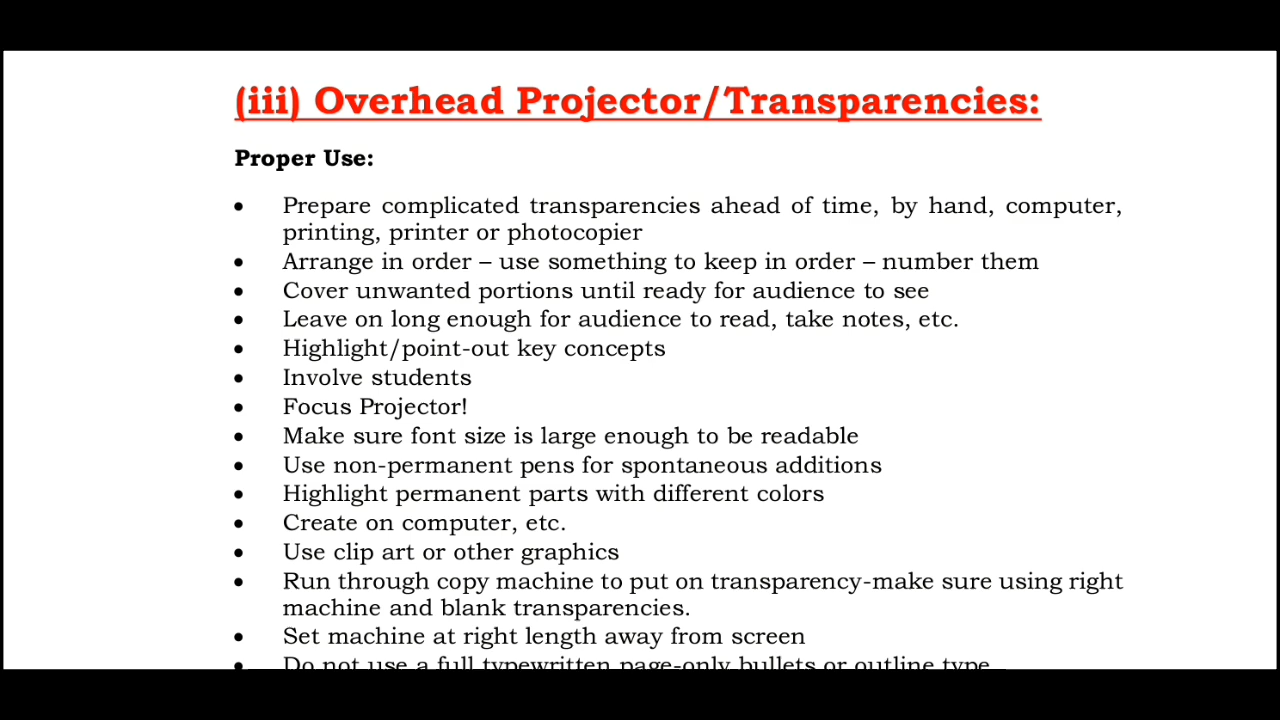 (iii) Overhead Projector/Transparencies:
Proper Use:
• Prepare complicated transparencies ahead of time, by hand, computer,
printing, printer or photocopier
• Arrange in order – use something to keep in order – number them
• Cover unwanted portions until ready for audience to see
• Leave on long enough for audience to read, take notes, etc.
• Highlight/point-out key concepts
• Involve students
• Focus Projector!
• Make sure font size is large enough to be readable
• Use non-permanent pens for spontaneous additions
• Highlight permanent parts with different colors
• Create on computer, etc.
• Use clip art or other graphics
• Run through copy machine to put on transparency-make sure using right
machine and blank transparencies.
• Set machine at right length away from screen
• Do not use a full typewritten page-only bullets or outline type